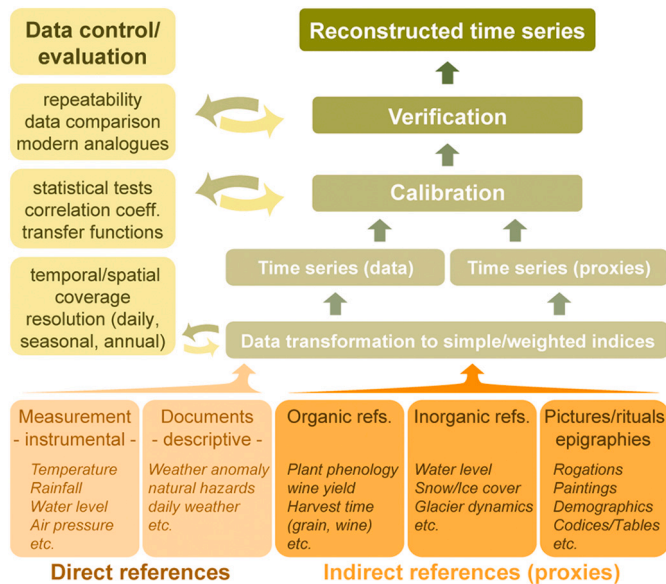 Data control/
evaluation
Reconstructed time series
repeatability
data comparison
modern analogues
Verification
statistical tests
correlation coeff.
transfer functions
Calibration
Time series (data)
Time series (proxies)
temporal/spatial
coverage
resolution (daily,
seasonal, annual)
Data transformation to simple/weighted indices
Measurement
- instrumental -
Temperature
Rainfall
Water level
Air pressure
etc.
Documents
- descriptive -
Weather anomaly
natural hazards
daily weather
etc.
Organic refs.
Plant phenology
wine yield
Harvest time
(grain, wine)
etc.
Inorganic refs.
Water level
Snow/Ice cover
Glacier dynamics
etc.
Pictures/rituals
epigraphies
Rogations
Paintings
Demographics
Codices/Tables
etc.
Direct references
Indirect references (proxies)